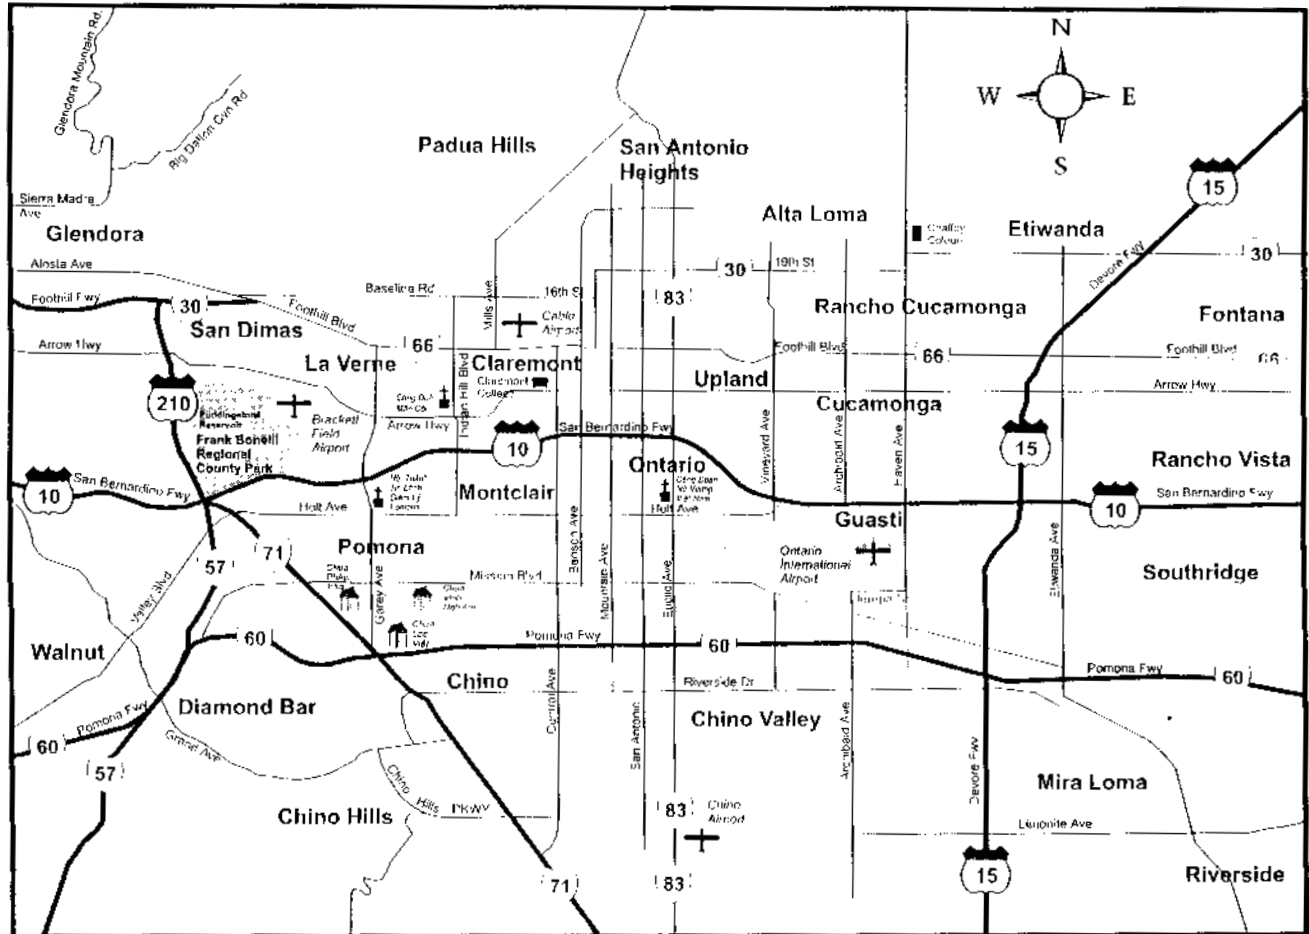 Glendora Mountain Rd.
Big Dalton Cyn Rd
N
W
E
S
Padua Hills
San Antonio
Heights
15
Sierra Madre
Ave
Glendora
Alta Loma
Etiwanda
Alosta Ave
30
19th St
Devore Fwy
30
Foothill Fwy
30
Foothill Blvd
Baseline Rd
Mills Ave
16th S
83
Rancho Cucamonga
Fontana
San Dimas
Cable
Airport
Arrow Hwy
La Verne
66
Claremont
Foothill Blvd
66
Foothill Blvd
66
Indian Hill Blvd
Claremont
Upland
Arrow Hwy
210
Cucamonga
Puddingstone
Reservoir
Frank Bonelli
Regional
County Park
Brackett
Field
Airport
Arrow Hwy
10
San Bernardino Fwy
Vineyard Ave
Archibald Ave
Haven Ave
15
Ontario
Rancho Vista
10
San Bernardino Fwy
Montclair
San Bernardino Fwy
10
Holt Ave
Holt Ave
Guasti
Pomona
71
57
Benson Ave
Mountain Ave
Euclid Ave
Ontario
International
Airport
Etiwanda Ave
Southridge
Mission Blvd
Valley Blvd
Garey Ave
60
Pomona Fwy
60
Walnut
Pomona Fwy
60
Chino
Riverside Dr
Diamond Bar
Pomona Fwy
Central Ave
San Antonio
Chino Valley
Archibald Ave
60
Grand Ave
57
Devore Fwy
Mira Loma
Chino Hills PKWY
Chino Hills
83
Chino
Airport
Limonite Ave
71
83
15
Riverside